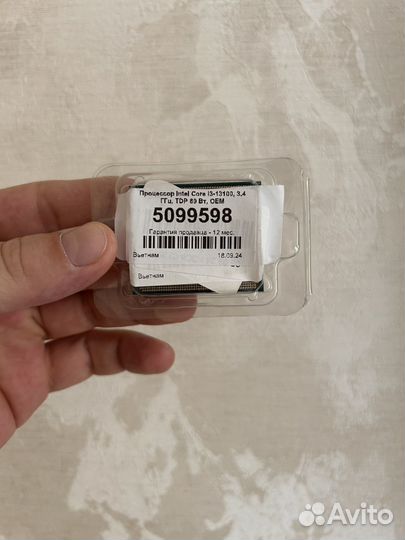 Процессор Intel Core i3-13100, 3.4
ГГц, TDP 89 Вт, OEM
5099598
Гарантия продавца - 12 мес.
Вьетнам
18.09.24
Вьетнам
Avito